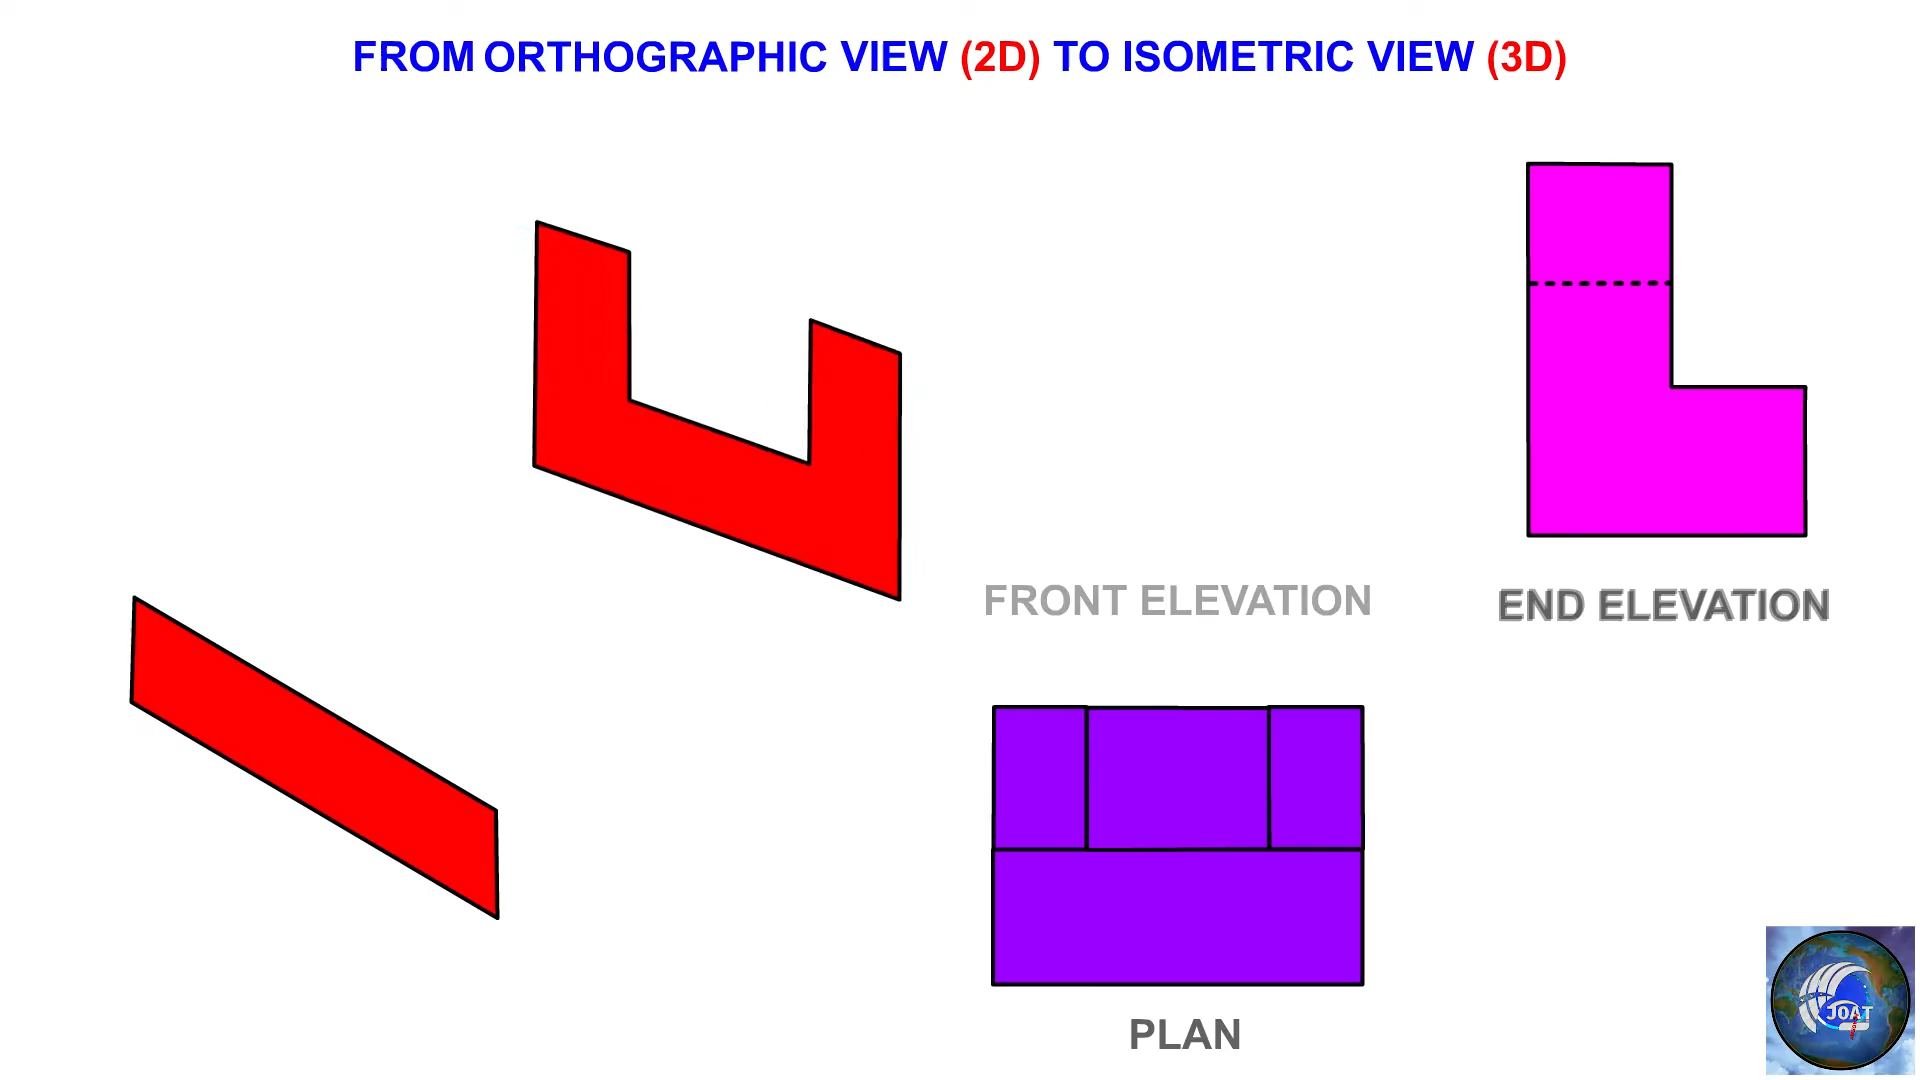 FROM ORTHOGRAPHIC VIEW (2D) TO ISOMETRIC VIEW (3D)
FRONT ELEVATION
END ELEVATION
PLAN
JOAT